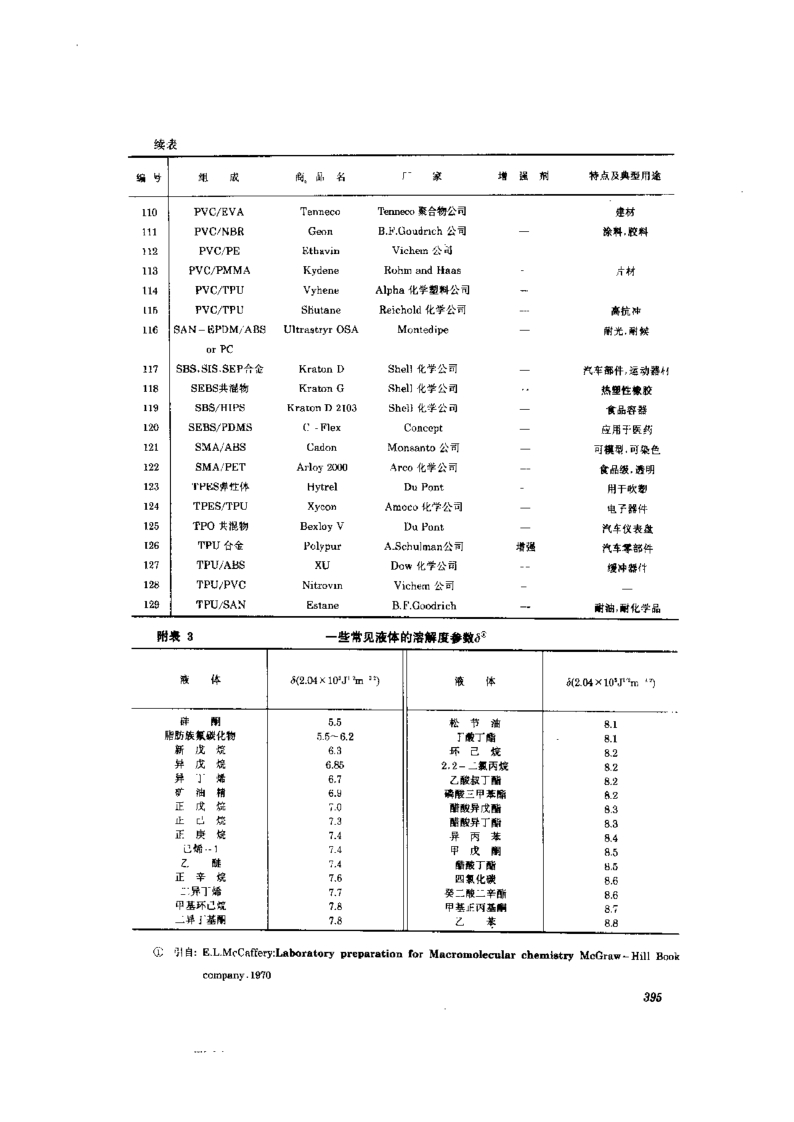 续表
编号 组成 商品名 厂家 增强剂 特点及典型用途
110 PVC/EVA Tenneco Tenneco 聚合物公司 建材
111 PVC/NBR Geon B.F.Goudrich 公司 — 涂料,胶料
112 PVC/PE Ethavin Vichem 公司
113 PVC/PMMA Kydene Rohm and Haas - 片材
114 PVC/TPU Vyhene Alpha 化学塑料公司 —
115 PVC/TPU Shutane Reichold 化学公司 — 高抗冲
116 SAN-EPDM/ABS Ultrastryr OSA Montedipe — 耐光,耐候
or PC
117 SBS,SIS,SEP合金 Kraton D Shell 化学公司 — 汽车部件,运动器材
118 SEBS共混物 Kraton G Shell 化学公司 - - 热塑性橡胶
119 SBS/HIPS Kraton D 2103 Shell 化学公司 — 食品容器
120 SEBS/PDMS C-Flex Concept — 应用于医药
121 SMA/ABS Cadon Monsanto 公司 — 可模塑,可染色
122 SMA/PET Arloy 2000 Arco 化学公司 — 食品级,透明
123 TPES弹性体 Hytrel Du Pont - 用于吹塑
124 TPES/TPU Xycon Amoco 化学公司 — 电子器件
125 TPO 共混物 Bexloy V Du Pont — 汽车仪表盘
126 TPU 合金 Polypur A.Schulman公司 增强 汽车零部件
127 TPU/ABS XU Dow 化学公司 -- 缓冲器件
128 TPU/PVC Nitrovin Vichem 公司 – —
129 TPU/SAN Estane B.F.Goodrich — 耐油,耐化学品
附表 3 一些常见液体的溶解度参数δ①
液体 δ(2.04×10³J¹ʹ²m⁻³ʹ²) 液体 δ(2.04×10³J¹ʹ²m⁻³ʹ²)
硅酮 5.5 松节油 8.1
脂肪族氟碳化物 5.5~6.2 丁酸丁酯 8.1
新戊烷 6.3 环己烷 8.2
异戊烷 6.85 2,2-二氯丙烷 8.2
异丁烯 6.7 乙酸叔丁酯 8.2
矿油精 6.9 磷酸三甲苯酯 8.2
正戊烷 7.0 醋酸异戊酯 8.3
正己烷 7.3 醋酸异丁酯 8.3
正庚烷 7.4 异丙苯 8.4
己烯-1 7.4 甲戊酮 8.5
乙醚 7.4 醋酸丁酯 8.5
正辛烷 7.6 四氯化碳 8.6
二异丁烯 7.7 癸二酸二辛酯 8.6
甲基环己烷 7.8 甲基正丙基酮 8.7
二异丁基酮 7.8 乙苯 8.8
① 引自: E.L.McCaffery:Laboratory preparation for Macromolecular chemistry McGraw-Hill Book
company.1970
395